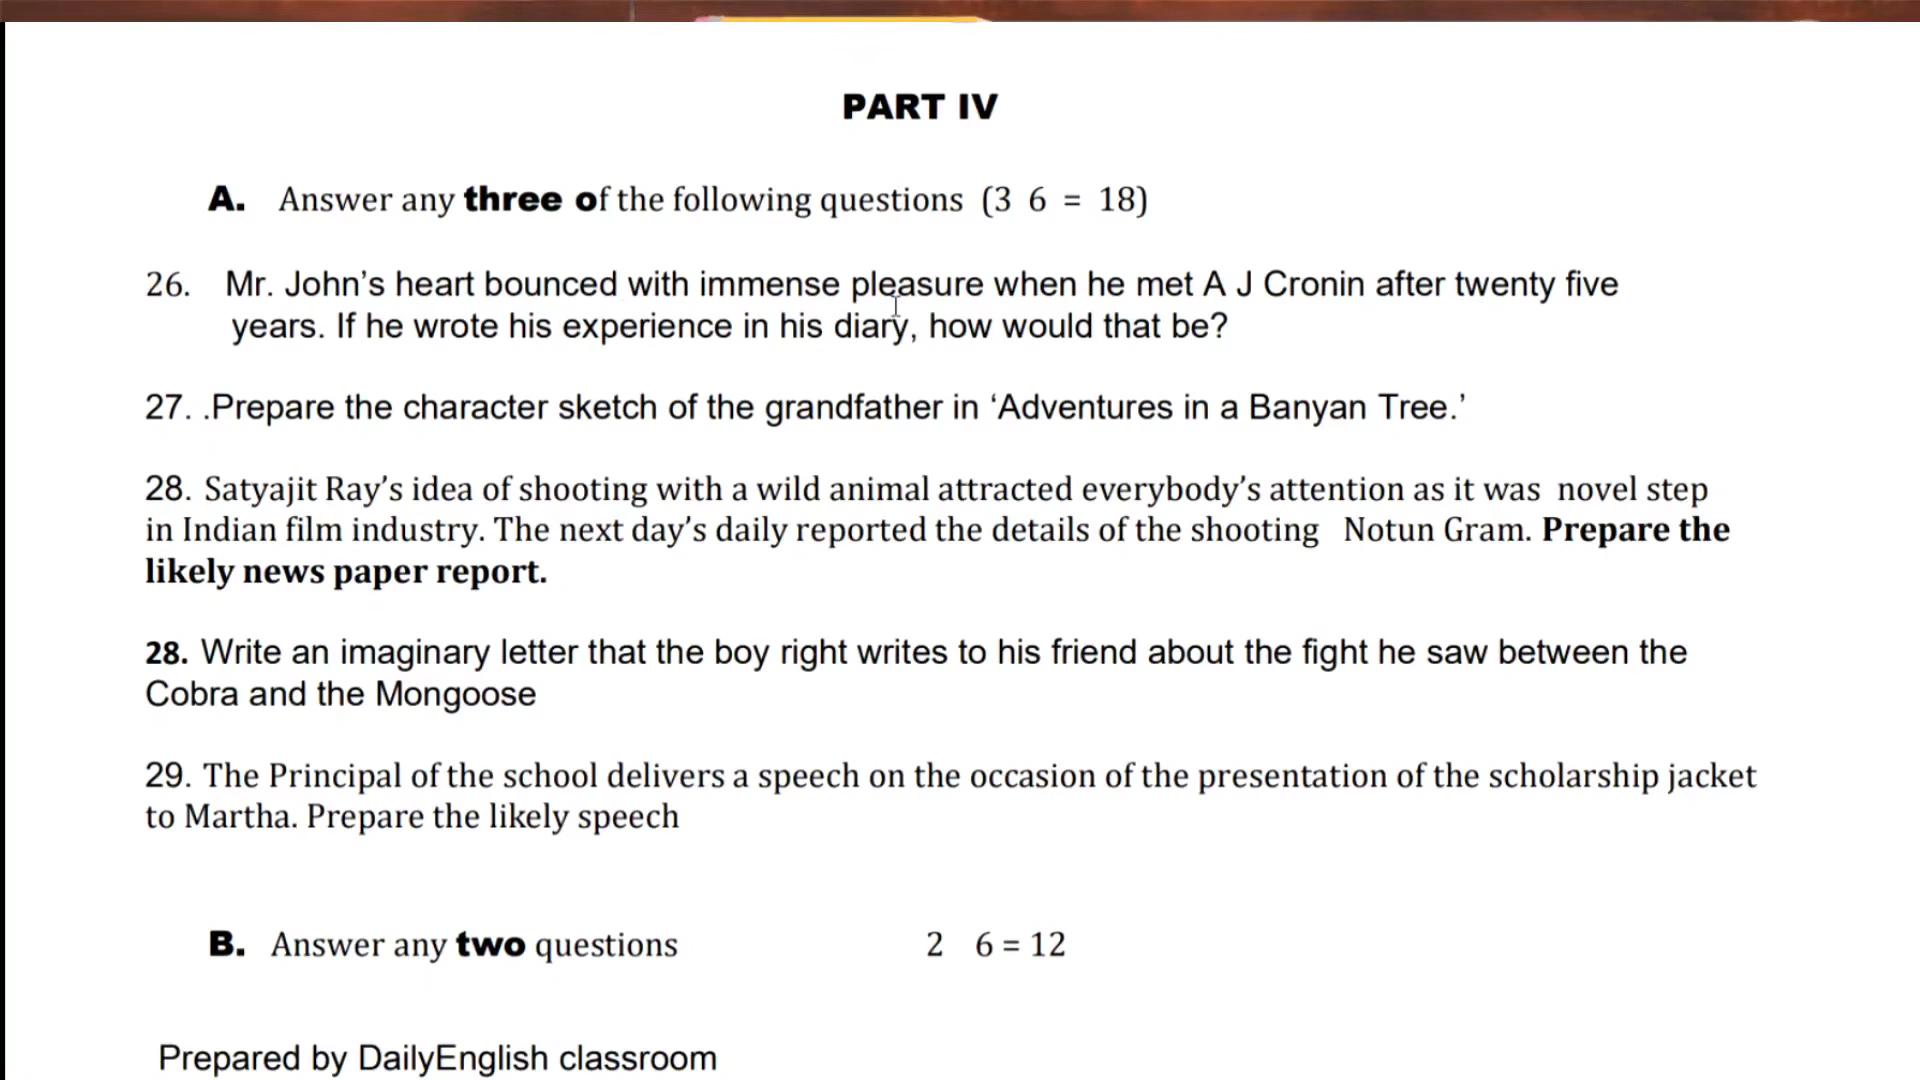 PART IV
A. Answer any three of the following questions (3 6 = 18)
26. Mr. John’s heart bounced with immense pleasure when he met A J Cronin after twenty five
years. If he wrote his experience in his diary, how would that be?
27. .Prepare the character sketch of the grandfather in ‘Adventures in a Banyan Tree.’
28. Satyajit Ray’s idea of shooting with a wild animal attracted everybody’s attention as it was novel step
in Indian film industry. The next day’s daily reported the details of the shooting Notun Gram. Prepare the
likely news paper report.
28. Write an imaginary letter that the boy right writes to his friend about the fight he saw between the
Cobra and the Mongoose
29. The Principal of the school delivers a speech on the occasion of the presentation of the scholarship jacket
to Martha. Prepare the likely speech
B. Answer any two questions 2 6 = 12
Prepared by DailyEnglish classroom